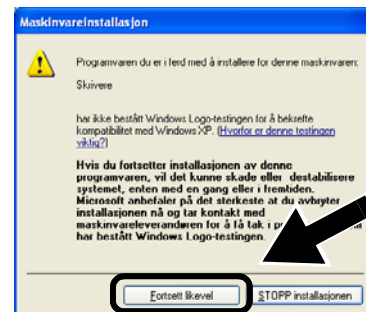 Maskinvareinstallasjon
Programvaren du er i ferd med å installere for denne maskinvaren:
Skrivere
har ikke bestått Windows Logo-testingen for å bekrefte
kompatibilitet med Windows XP. (Hvorfor er denne testingen
viktig?)
Hvis du fortsetter installasjonen av denne
programvaren, vil det kunne skade eller destabilisere
systemet, enten med en gang eller i fremtiden.
Microsoft anbefaler på det sterkeste at du avbryter
installasjonen nå og tar kontakt med
maskinvareleverandøren for å få tak i
har bestått Windows Logo-testingen.
Fortsett likevel
STOPP installasjonen